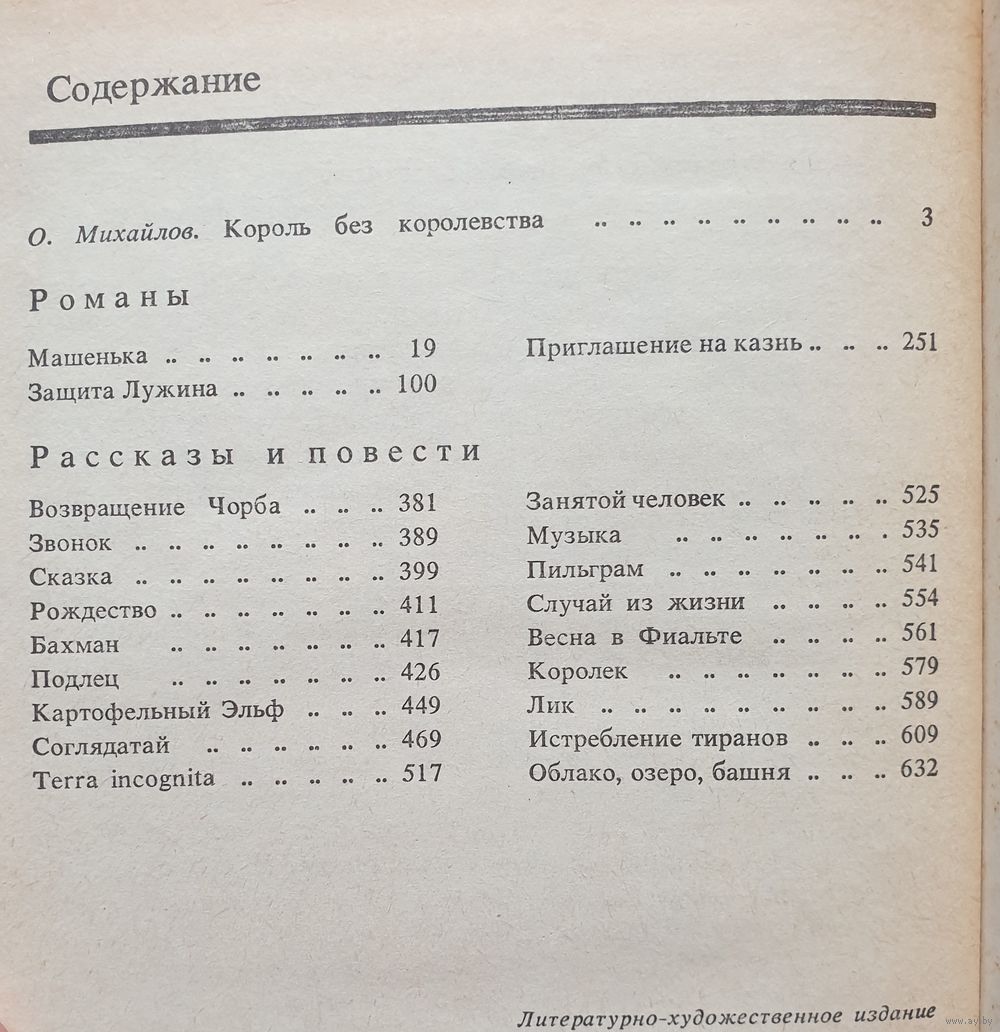 Содержание
О. Михайлов. Король без королевства .. .. .. .. .. .. .. .. .. 3
Романы
Машенька .. .. .. .. .. .. .. 19
Защита Лужина .. .. .. .. .. 100
Приглашение на казнь .. .. .. 251
Рассказы и повести
Возвращение Чорба .. .. .. 381
Звонок .. .. .. .. .. .. .. .. 389
Сказка .. .. .. .. .. .. .. .. 399
Рождество .. .. .. .. .. .. .. 411
Бахман .. .. .. .. .. .. .. 417
Подлец .. .. .. .. .. .. .. 426
Картофельный Эльф .. .. .. 449
Соглядатай .. .. .. .. .. .. 469
Terra incognita .. .. .. .. .. 517
Занятой человек .. .. .. .. .. 525
Музыка .. .. .. .. .. .. . 535
Пильграм .. .. .. .. .. .. .. 541
Случай из жизни .. .. .. .. 554
Весна в Фиальте .. .. .. .. 561
Королек .. .. .. .. .. .. .. 579
Лик .. .. .. .. .. .. .. .. .. 589
Истребление тиранов .. .. .. 609
Облако, озеро, башня .. .. .. 632
Литературно-художественное издание
www.ay.by